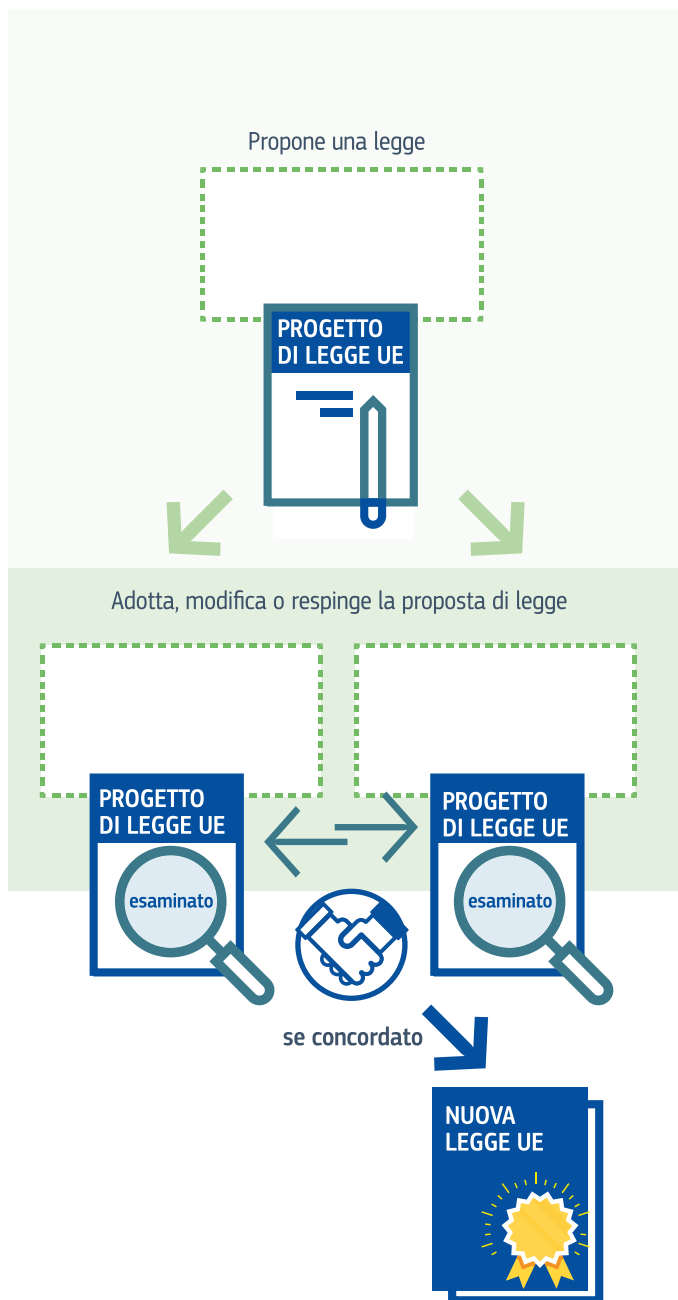 Propone una legge
PROGETTO
DI LEGGE UE
Adotta, modifica o respinge la proposta di legge
PROGETTO
DI LEGGE UE
esaminato
PROGETTO
DI LEGGE UE
esaminato
se concordato
NUOVA
LEGGE UE